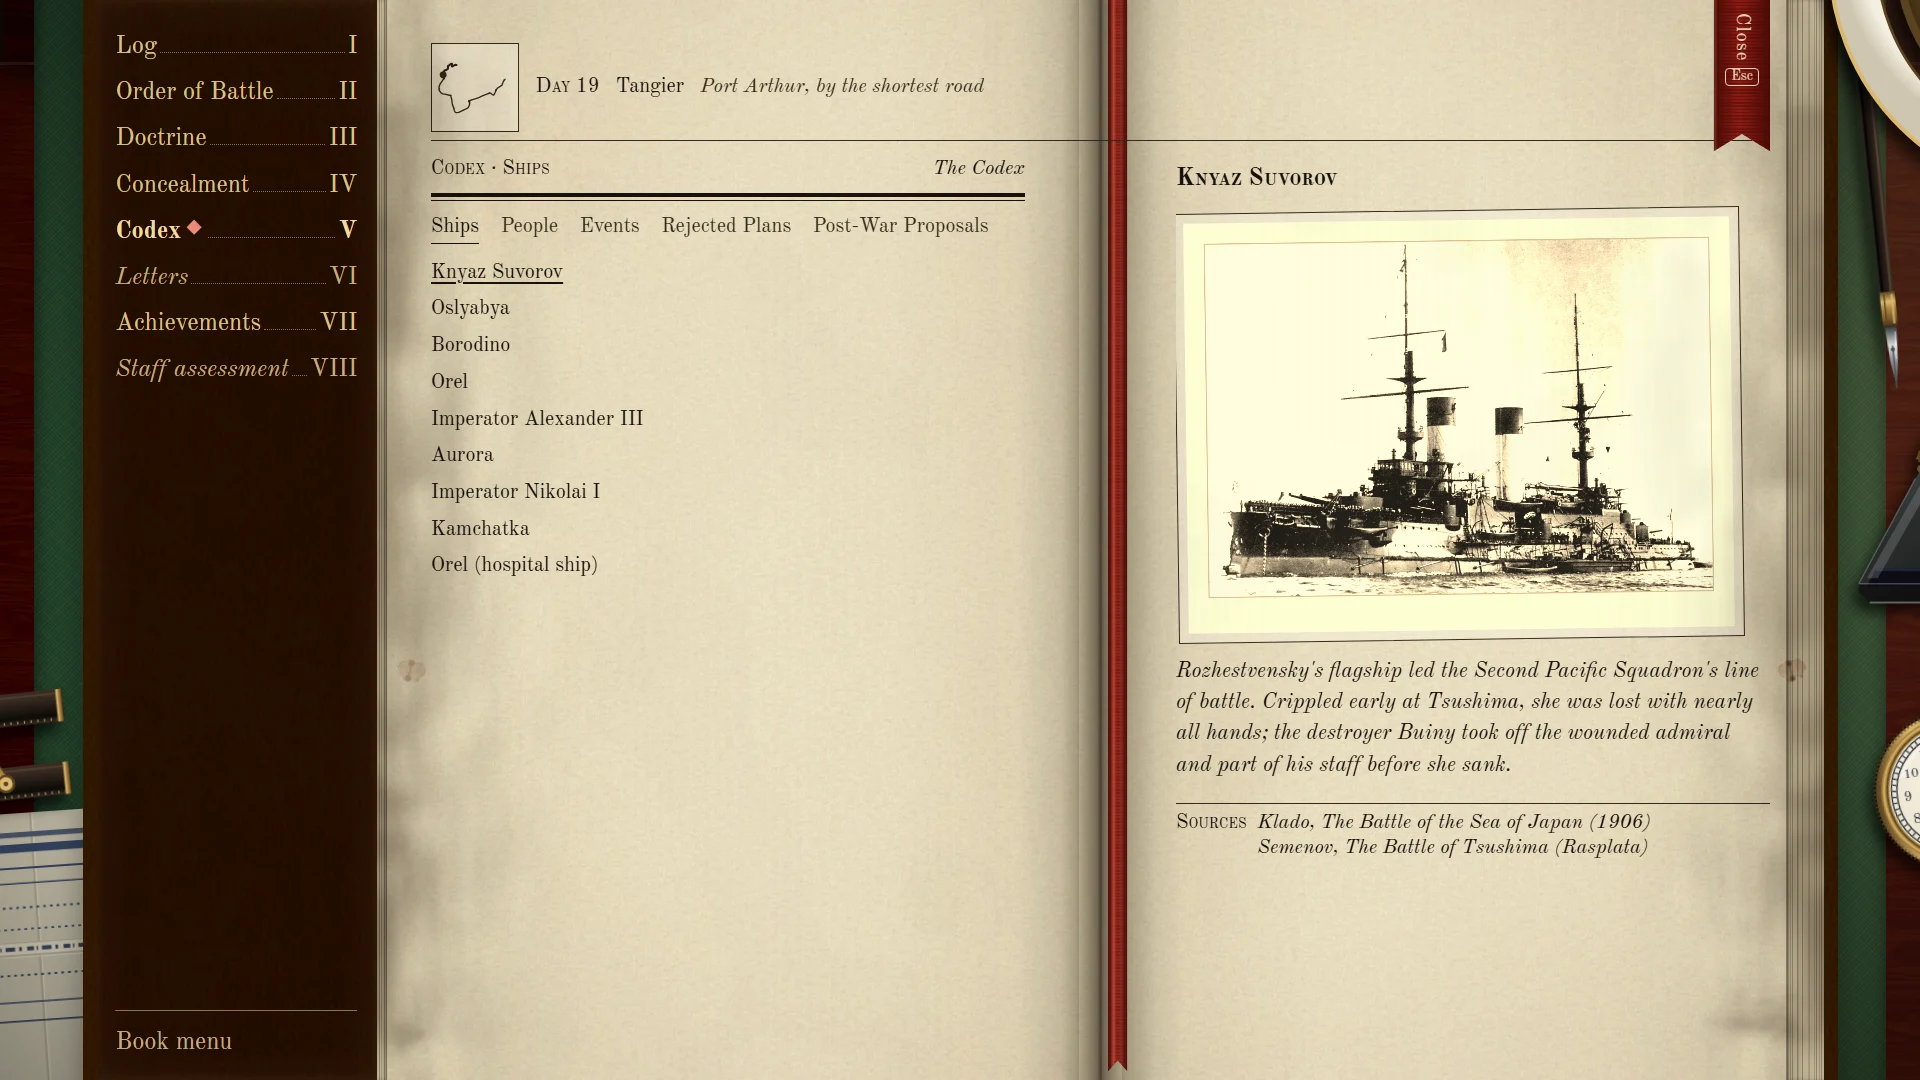 Log I
Order of Battle II
Doctrine III
Concealment IV
Codex V
Letters VI
Achievements VII
Staff assessment VIII
Book menu
Day 19 Tangier Port Arthur, by the shortest road
Codex · Ships The Codex
Ships People Events Rejected Plans Post-War Proposals
Knyaz Suvorov
Oslyabya
Borodino
Orel
Imperator Alexander III
Aurora
Imperator Nikolai I
Kamchatka
Orel (hospital ship)
Close
Esc
Knyaz Suvorov
Rozhestvensky's flagship led the Second Pacific Squadron's line
of battle. Crippled early at Tsushima, she was lost with nearly
all hands; the destroyer Buiny took off the wounded admiral
and part of his staff before she sank.
Sources Klado, The Battle of the Sea of Japan (1906)
Semenov, The Battle of Tsushima (Rasplata)
10
9
8